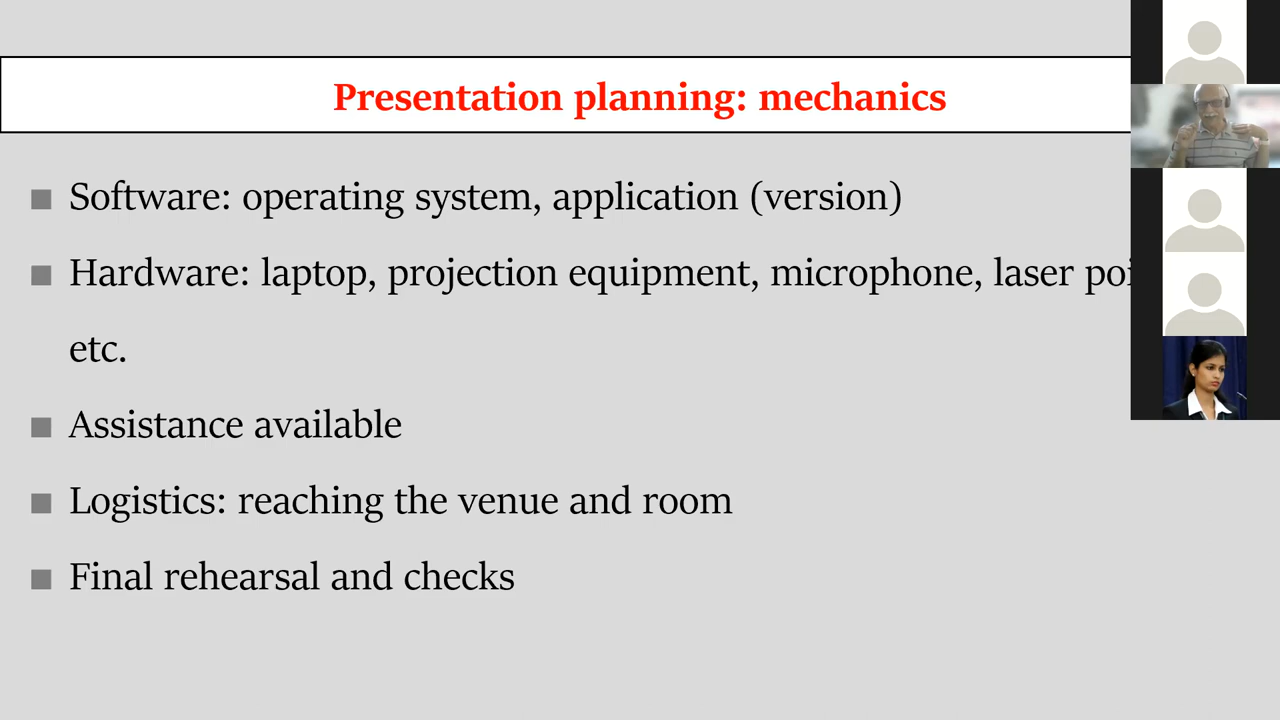 Presentation planning: mechanics
Software: operating system, application (version)
Hardware: laptop, projection equipment, microphone, laser
etc.
Assistance available
Logistics: reaching the venue and room
Final rehearsal and checks